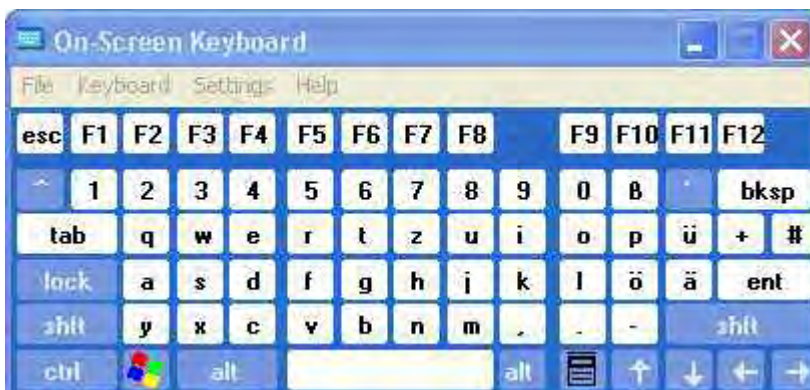 On-Screen Keyboard
File Keyboard Settings Help
esc F1 F2 F3 F4 F5 F6 F7 F8 F9 F10 F11 F12
^ 1 2 3 4 5 6 7 8 9 0 ß ´ bksp
tab q w e r t z u i o p ü + #
lock a s d f g h j k l ö ä ent
shft y x c v b n m , . - shft
ctrl alt alt ↑ ↓ ← →